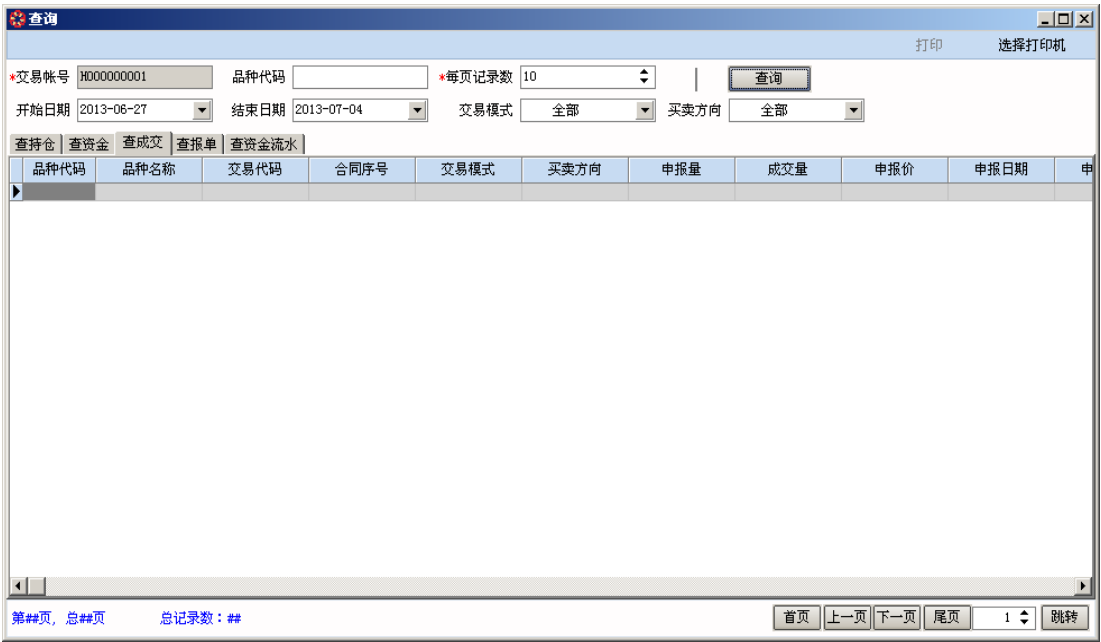 查询
打印 选择打印机
*交易帐号 H000000001 品种代码 *每页记录数 10 查询
开始日期 2013-06-27 结束日期 2013-07-04 交易模式 全部 买卖方向 全部
查持仓 查资金 查成交 查报单 查资金流水
品种代码 品种名称 交易代码 合同序号 交易模式 买卖方向 申报量 成交量 申报价 申报日期 申
第##页, 总##页 总记录数：## 首页 上一页 下一页 尾页 1 跳转